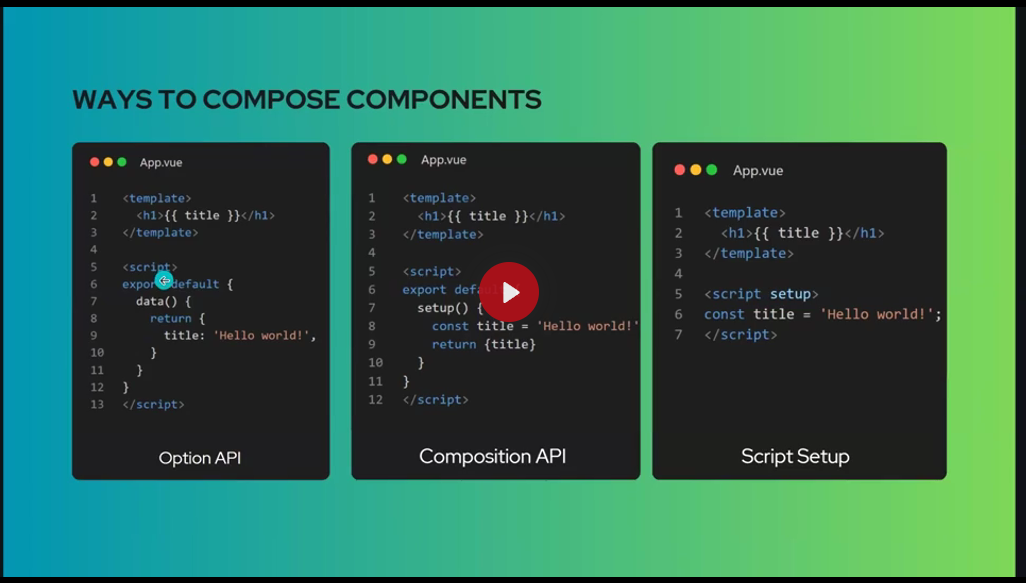 WAYS TO COMPOSE COMPONENTS
App.vue
1 <template>
2 <h1>{{ title }}</h1>
3 </template>
4
5 <script>
6 export default {
7 data() {
8 return {
9 title: 'Hello world!',
10 }
11 }
12 }
13 </script>
Option API
App.vue
1 <template>
2 <h1>{{ title }}</h1>
3 </template>
4
5 <script>
6 export
7 setup() {
8 const title = 'Hello world!'
9 return {title}
10 }
11 }
12 </script>
Composition API
App.vue
1 <template>
2 <h1>{{ title }}</h1>
3 </template>
4
5 <script setup>
6 const title = 'Hello world!';
7 </script>
Script Setup